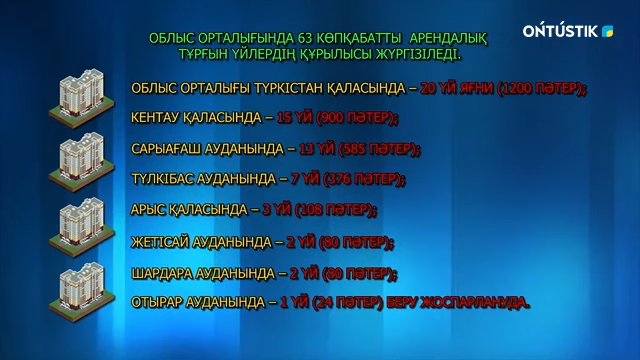 OŃTÚSTIK
ОБЛЫС ОРТАЛЫҒЫНДА 63 КӨПҚАБАТТЫ АРЕНДАЛЫҚ
ТҰРҒЫН ҮЙЛЕРДІҢ ҚҰРЫЛЫСЫ ЖҮРГІЗІЛЕДІ.
ОБЛЫС ОРТАЛЫҒЫ ТҮРКІСТАН ҚАЛАСЫНДА – 20 ҮЙ ЯҒНИ (1200 ПӘТЕР);
КЕНТАУ ҚАЛАСЫНДА – 15 ҮЙ (900 ПӘТЕР);
САРЫАҒАШ АУДАНЫНДА – 13 ҮЙ (585 ПӘТЕР);
ТҮЛКІБАС АУДАНЫНДА – 7 ҮЙ (376 ПӘТЕР);
АРЫС ҚАЛАСЫНДА – 3 ҮЙ (108 ПӘТЕР);
ЖЕТІСАЙ АУДАНЫНДА – 2 ҮЙ (80 ПӘТЕР);
ШАРДАРА АУДАНЫНДА – 2 ҮЙ (80 ПӘТЕР);
ОТЫРАР АУДАНЫНДА – 1 ҮЙ (24 ПӘТЕР) БЕРУ ЖОСПАРЛАНУДА.